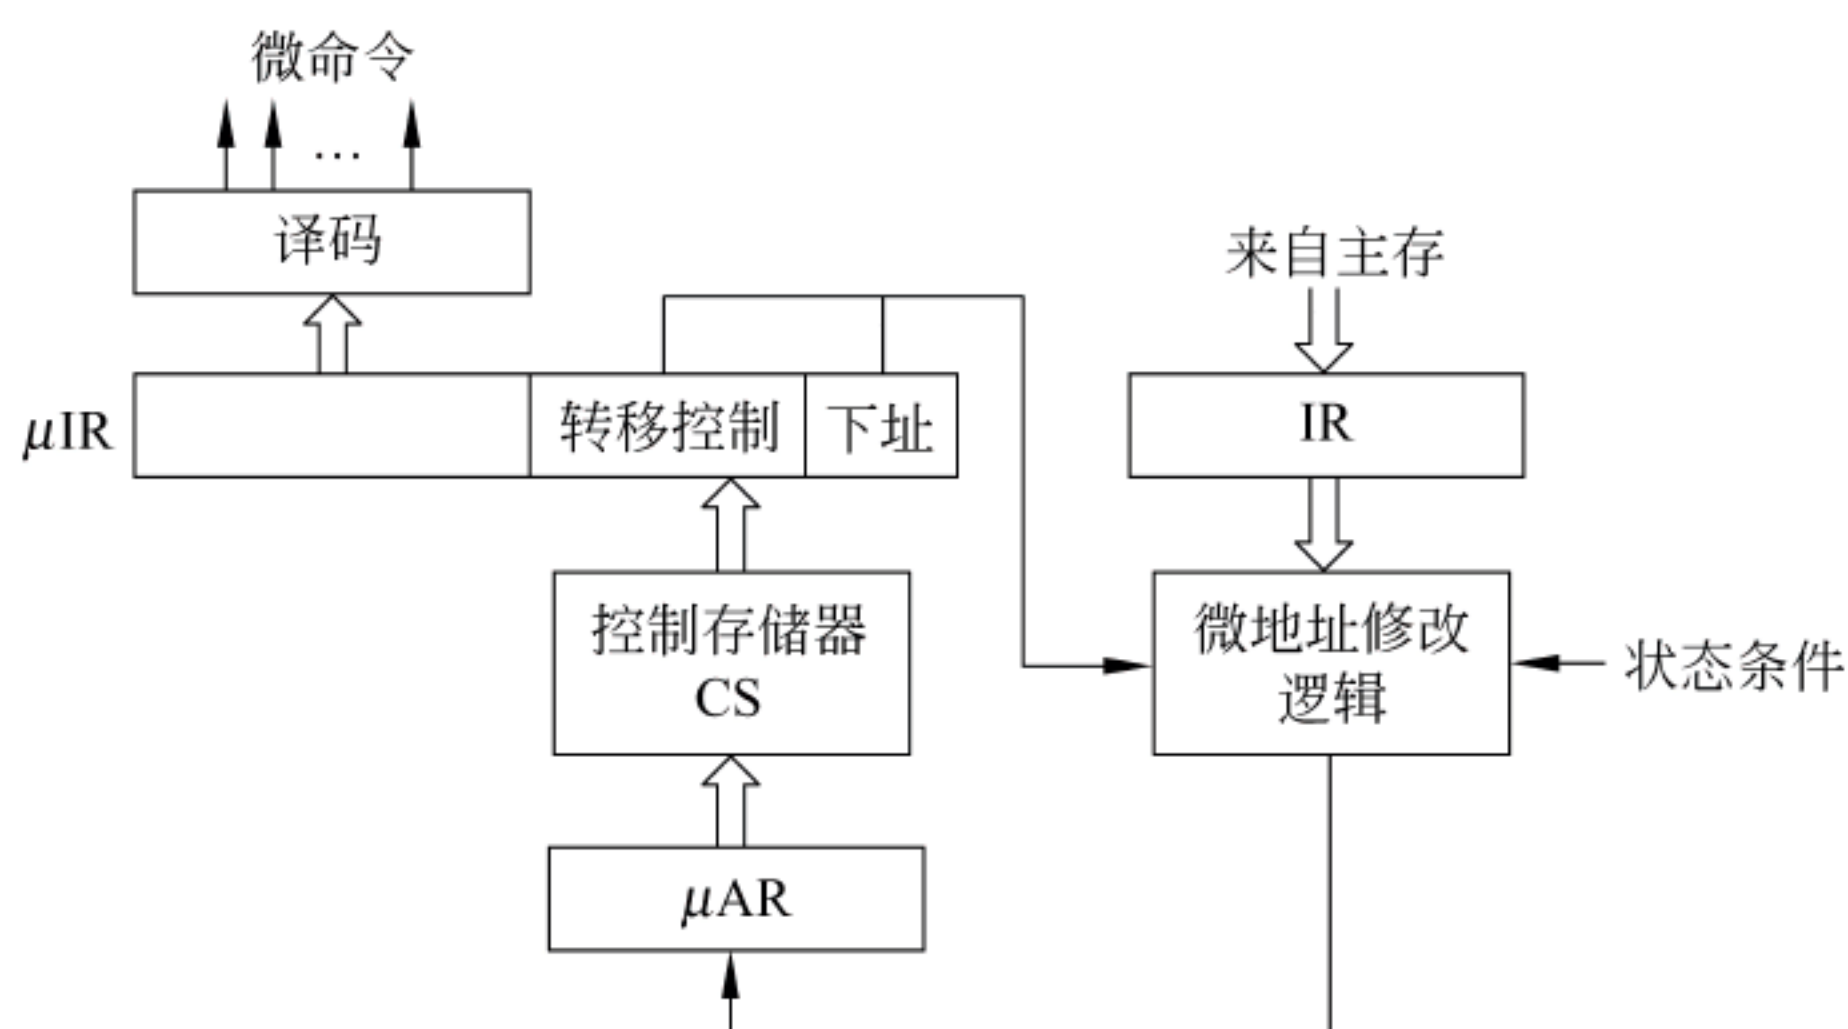 微命令
…
译码
来自主存
μIR
转移控制
下址
IR
控制存储器
CS
微地址修改
逻辑
状态条件
μAR